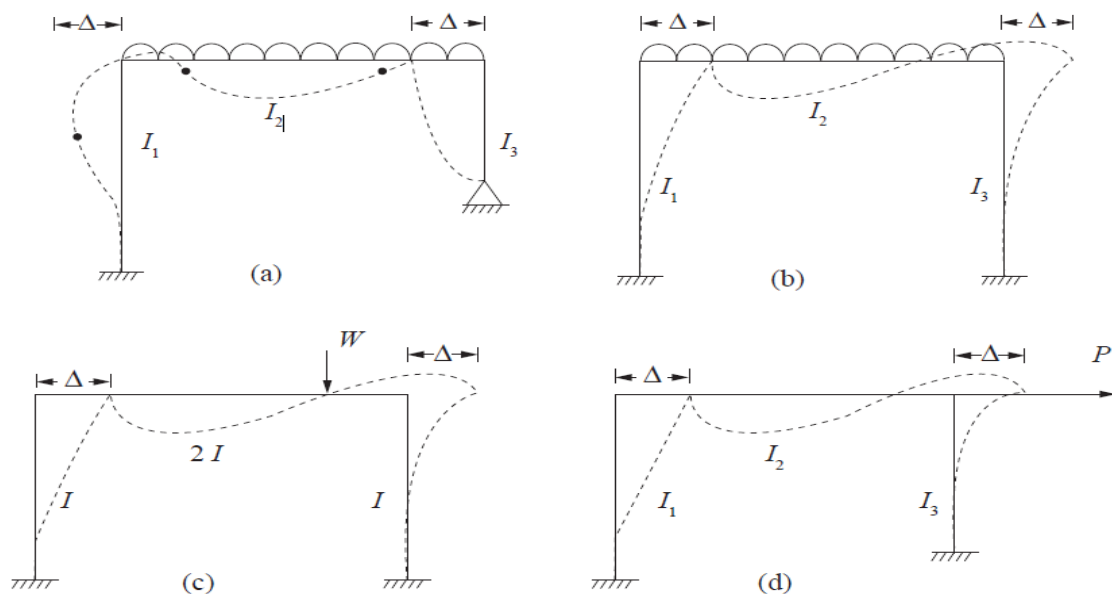 Δ Δ Δ Δ
I₂ I₂
I₁ I₃
I₁ I₃
(a) (b)
W
Δ Δ Δ Δ P
2 I I₂
I I I₁ I₃
(c) (d)